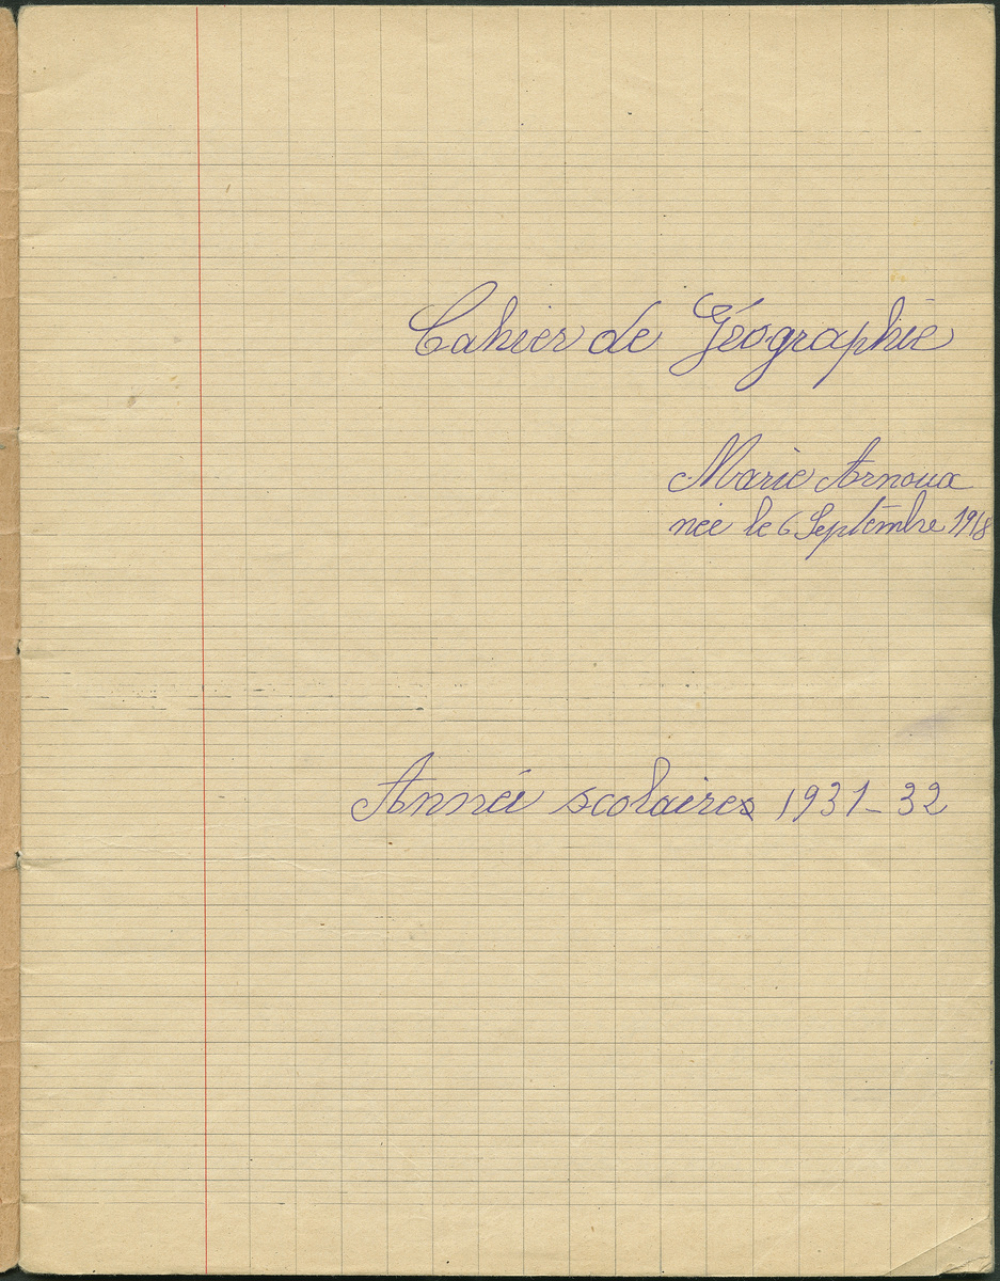 Cahier de Géographie
Marie Arnoux
née le 6 Septembre 1918
Année scolaires 1931-32